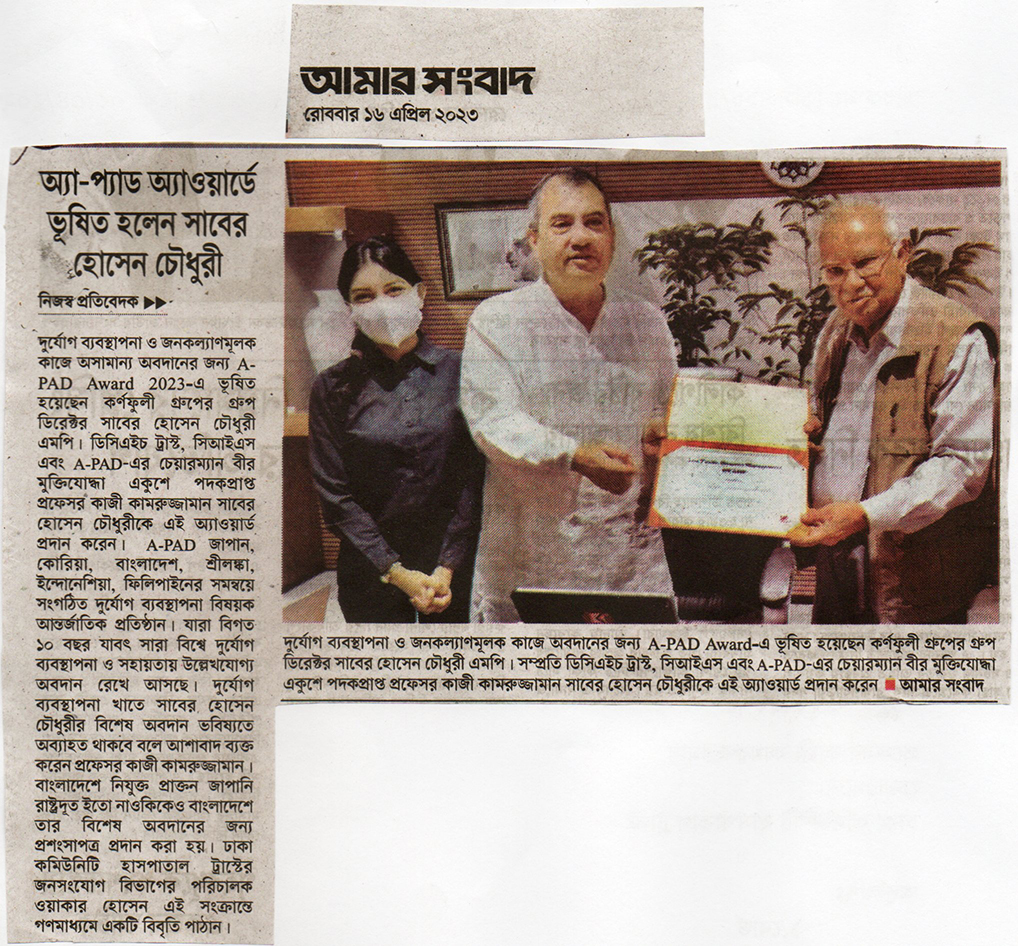 আমার সংবাদ
রোববার ১৬ এপ্রিল ২০২৩
অ্যা-প্যাড অ্যাওয়ার্ডে
ভূষিত হলেন সাবের
হোসেন চৌধুরী
নিজস্ব প্রতিবেদক ▶▶
দুর্যোগ ব্যবস্থাপনা ও জনকল্যাণমূলক
কাজে অসামান্য অবদানের জন্য A-
PAD Award 2023-এ ভূষিত
হয়েছেন কর্ণফুলী গ্রুপের গ্রুপ
ডিরেক্টর সাবের হোসেন চৌধুরী
এমপি। ডিসিএইচ ট্রাস্ট, সিআইএস
এবং A-PAD-এর চেয়ারম্যান বীর
মুক্তিযোদ্ধা একুশে পদকপ্রাপ্ত
প্রফেসর কাজী কামরুজ্জামান সাবের
হোসেন চৌধুরীকে এই অ্যাওয়ার্ড
প্রদান করেন। A-PAD জাপান,
কোরিয়া, বাংলাদেশ, শ্রীলঙ্কা,
ইন্দোনেশিয়া, ফিলিপাইনের সমন্বয়ে
সংগঠিত দুর্যোগ ব্যবস্থাপনা বিষয়ক
আন্তর্জাতিক প্রতিষ্ঠান। যারা বিগত
১০ বছর যাবৎ সারা বিশ্বে দুর্যোগ
ব্যবস্থাপনা ও সহায়তায় উল্লেখযোগ্য
অবদান রেখে আসছে। দুর্যোগ
ব্যবস্থাপনা খাতে সাবের হোসেন
চৌধুরীর বিশেষ অবদান ভবিষ্যতে
অব্যাহত থাকবে বলে আশাবাদ ব্যক্ত
করেন প্রফেসর কাজী কামরুজ্জামান।
বাংলাদেশে নিযুক্ত প্রাক্তন জাপানি
রাষ্ট্রদূত ইতো নাওকিকেও বাংলাদেশে
তার বিশেষ অবদানের জন্য
প্রশংসাপত্র প্রদান করা হয়। ঢাকা
কমিউনিটি হাসপাতাল ট্রাস্টের
জনসংযোগ বিভাগের পরিচালক
ওয়াকার হোসেন এই সংক্রান্তে
গণমাধ্যমে একটি বিবৃতি পাঠান।
দুর্যোগ ব্যবস্থাপনা ও জনকল্যাণমূলক কাজে অবদানের জন্য A-PAD Award-এ ভূষিত হয়েছেন কর্ণফুলী গ্রুপের গ্রুপ
ডিরেক্টর সাবের হোসেন চৌধুরী এমপি। সম্প্রতি ডিসিএইচ ট্রাস্ট, সিআইএস এবং A-PAD-এর চেয়ারম্যান বীর মুক্তিযোদ্ধা
একুশে পদকপ্রাপ্ত প্রফেসর কাজী কামরুজ্জামান সাবের হোসেন চৌধুরীকে এই অ্যাওয়ার্ড প্রদান করেন ■ আমার সংবাদ